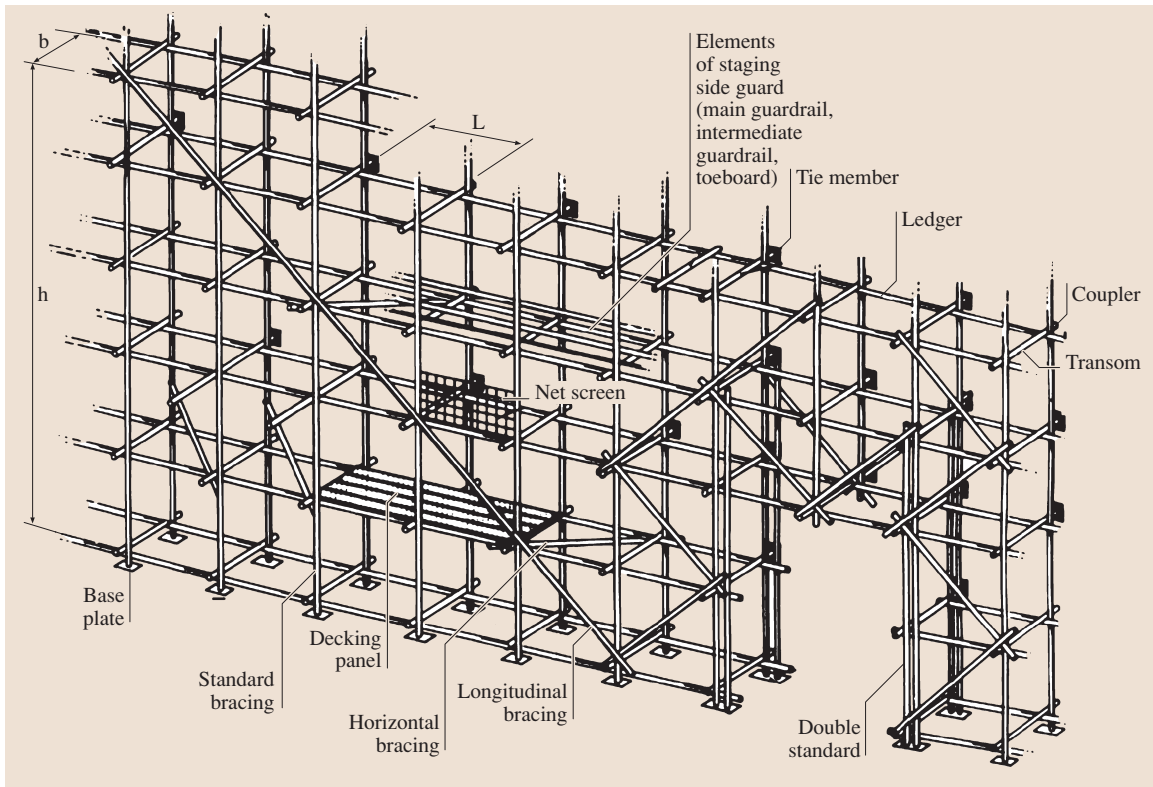 b
h
L
Elements
of staging
side guard
(main guardrail,
intermediate
guardrail,
toeboard)
Tie member
Ledger
Coupler
Transom
Net screen
Base
plate
Standard
bracing
Decking
panel
Horizontal
bracing
Longitudinal
bracing
Double
standard